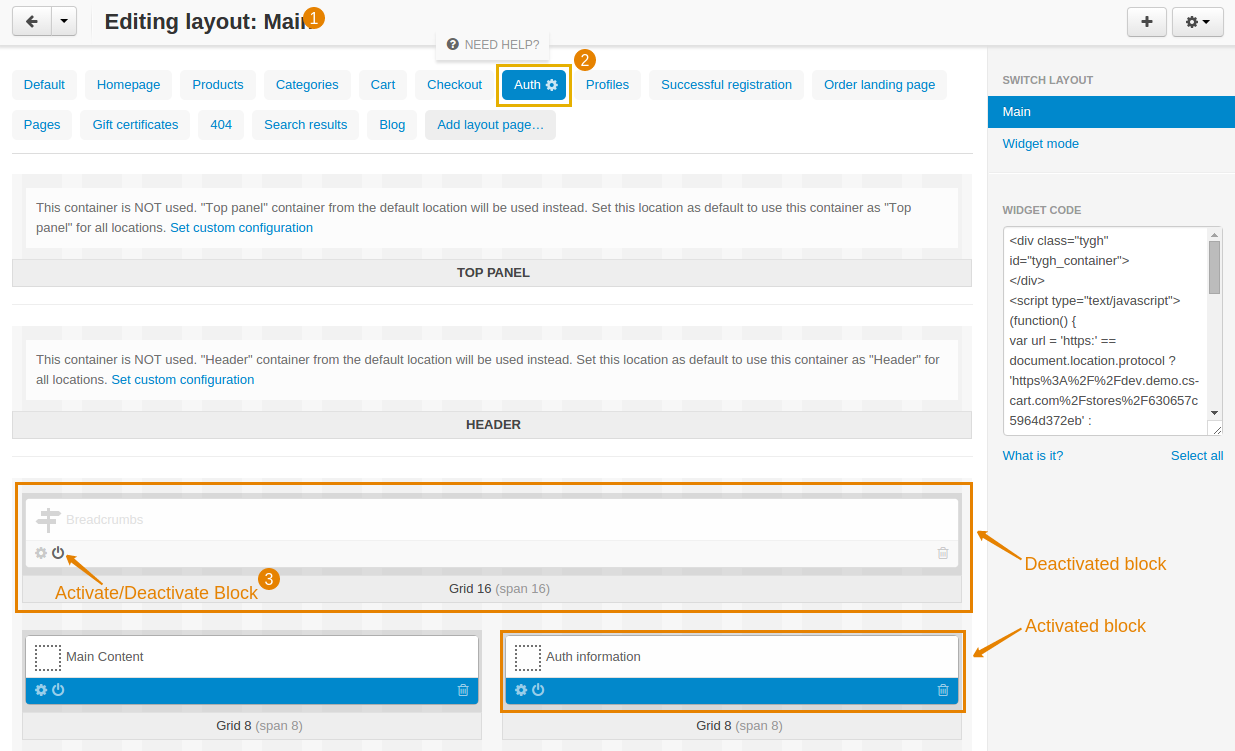 Editing layout: Main
1
NEED HELP?
2
Default
Homepage
Products
Categories
Cart
Checkout
Auth
Profiles
Successful registration
Order landing page
Pages
Gift certificates
404
Search results
Blog
Add layout page…
This container is NOT used. "Top panel" container from the default location will be used instead. Set this location as default to use this container as "Top
panel" for all locations. Set custom configuration
TOP PANEL
This container is NOT used. "Header" container from the default location will be used instead. Set this location as default to use this container as "Header" for
all locations. Set custom configuration
HEADER
Breadcrumbs
Activate/Deactivate Block
3
Grid 16 (span 16)
Main Content
Grid 8 (span 8)
Auth information
Grid 8 (span 8)
SWITCH LAYOUT
Main
Widget mode
WIDGET CODE
<div class="tygh"
id="tygh_container">
</div>
<script type="text/javascript">
(function() {
var url = 'https:' ==
document.location.protocol ?
'https%3A%2F%2Fdev.demo.cs-
cart.com%2Fstores%2F630657c
5964d372eb' :
What is it?
Select all
Deactivated block
Activated block